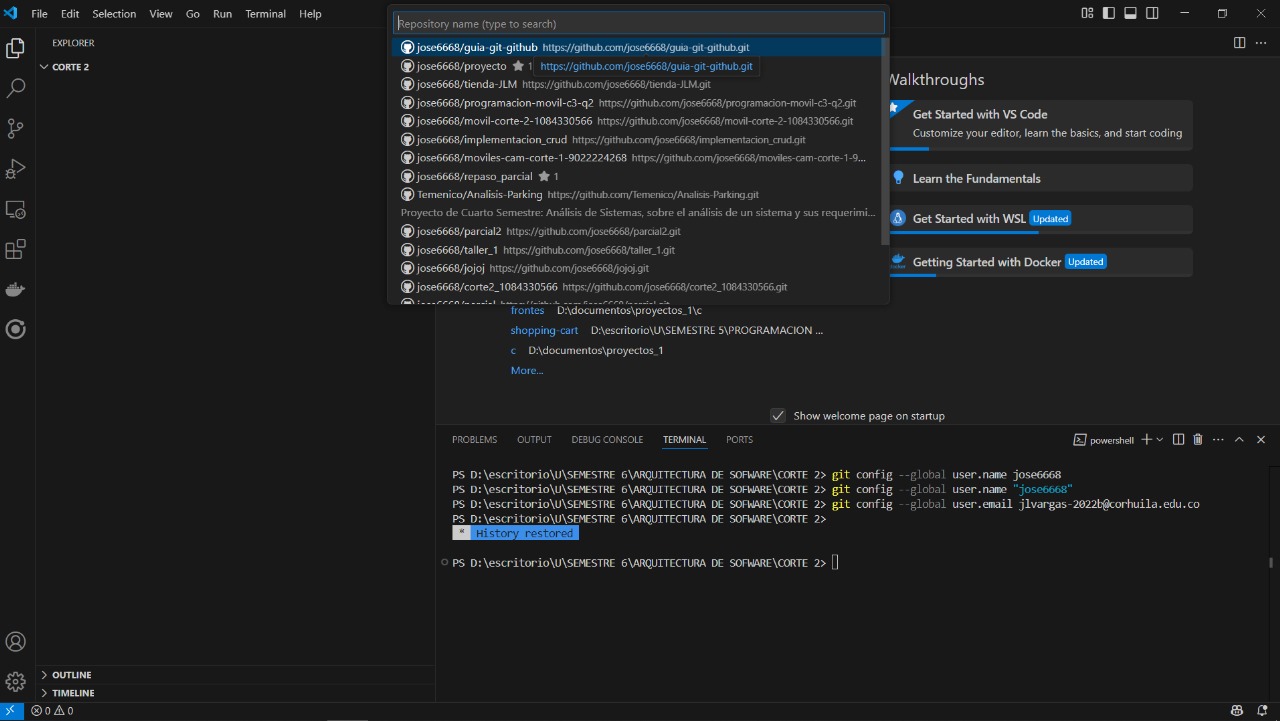 File Edit Selection View Go Run Terminal Help
Repository name (type to search)
jose6668/guia-git-github https://github.com/jose6668/guia-git-github.git
jose6668/proyecto 1 https://github.com/jose6668/guia-git-github.git
jose6668/tienda-JLM https://github.com/jose6668/tienda-JLM.git
jose6668/programacion-movil-c3-q2 https://github.com/jose6668/programacion-movil-c3-q2.git
jose6668/movil-corte-2-1084330566 https://github.com/jose6668/movil-corte-2-1084330566.git
jose6668/implementacion_crud https://github.com/jose6668/implementacion_crud.git
jose6668/moviles-cam-corte-1-9022224268 https://github.com/jose6668/moviles-cam-corte-1-9...
jose6668/repaso_parcial 1
Temenico/Analisis-Parking https://github.com/Temenico/Analisis-Parking.git
Proyecto de Cuarto Semestre: Análisis de Sistemas, sobre el análisis de un sistema y sus requerimi...
jose6668/parcial2 https://github.com/jose6668/parcial2.git
jose6668/taller_1 https://github.com/jose6668/taller_1.git
jose6668/jojoj https://github.com/jose6668/jojoj.git
jose6668/corte2_1084330566 https://github.com/jose6668/corte2_1084330566.git
jose6668/parcial https://github.com/jose6668/parcial.git
EXPLORER
CORTE 2
Walkthroughs
Get Started with VS Code
Customize your editor, learn the basics, and start coding
Learn the Fundamentals
Get Started with WSL Updated
Getting Started with Docker Updated
frontes D:\documentos\proyectos_1\c
shopping-cart D:\escritorio\U\SEMESTRE 5\PROGRAMACION ...
c D:\documentos\proyectos_1
More...
Show welcome page on startup
PROBLEMS OUTPUT DEBUG CONSOLE TERMINAL PORTS
powershell
PS D:\escritorio\U\SEMESTRE 6\ARQUITECTURA DE SOFWARE\CORTE 2> git config --global user.name jose6668
PS D:\escritorio\U\SEMESTRE 6\ARQUITECTURA DE SOFWARE\CORTE 2> git config --global user.name "jose6668"
PS D:\escritorio\U\SEMESTRE 6\ARQUITECTURA DE SOFWARE\CORTE 2> git config --global user.email jlvargas-2022b@corhuila.edu.co
PS D:\escritorio\U\SEMESTRE 6\ARQUITECTURA DE SOFWARE\CORTE 2>
* History restored
PS D:\escritorio\U\SEMESTRE 6\ARQUITECTURA DE SOFWARE\CORTE 2>
OUTLINE
TIMELINE
0 0